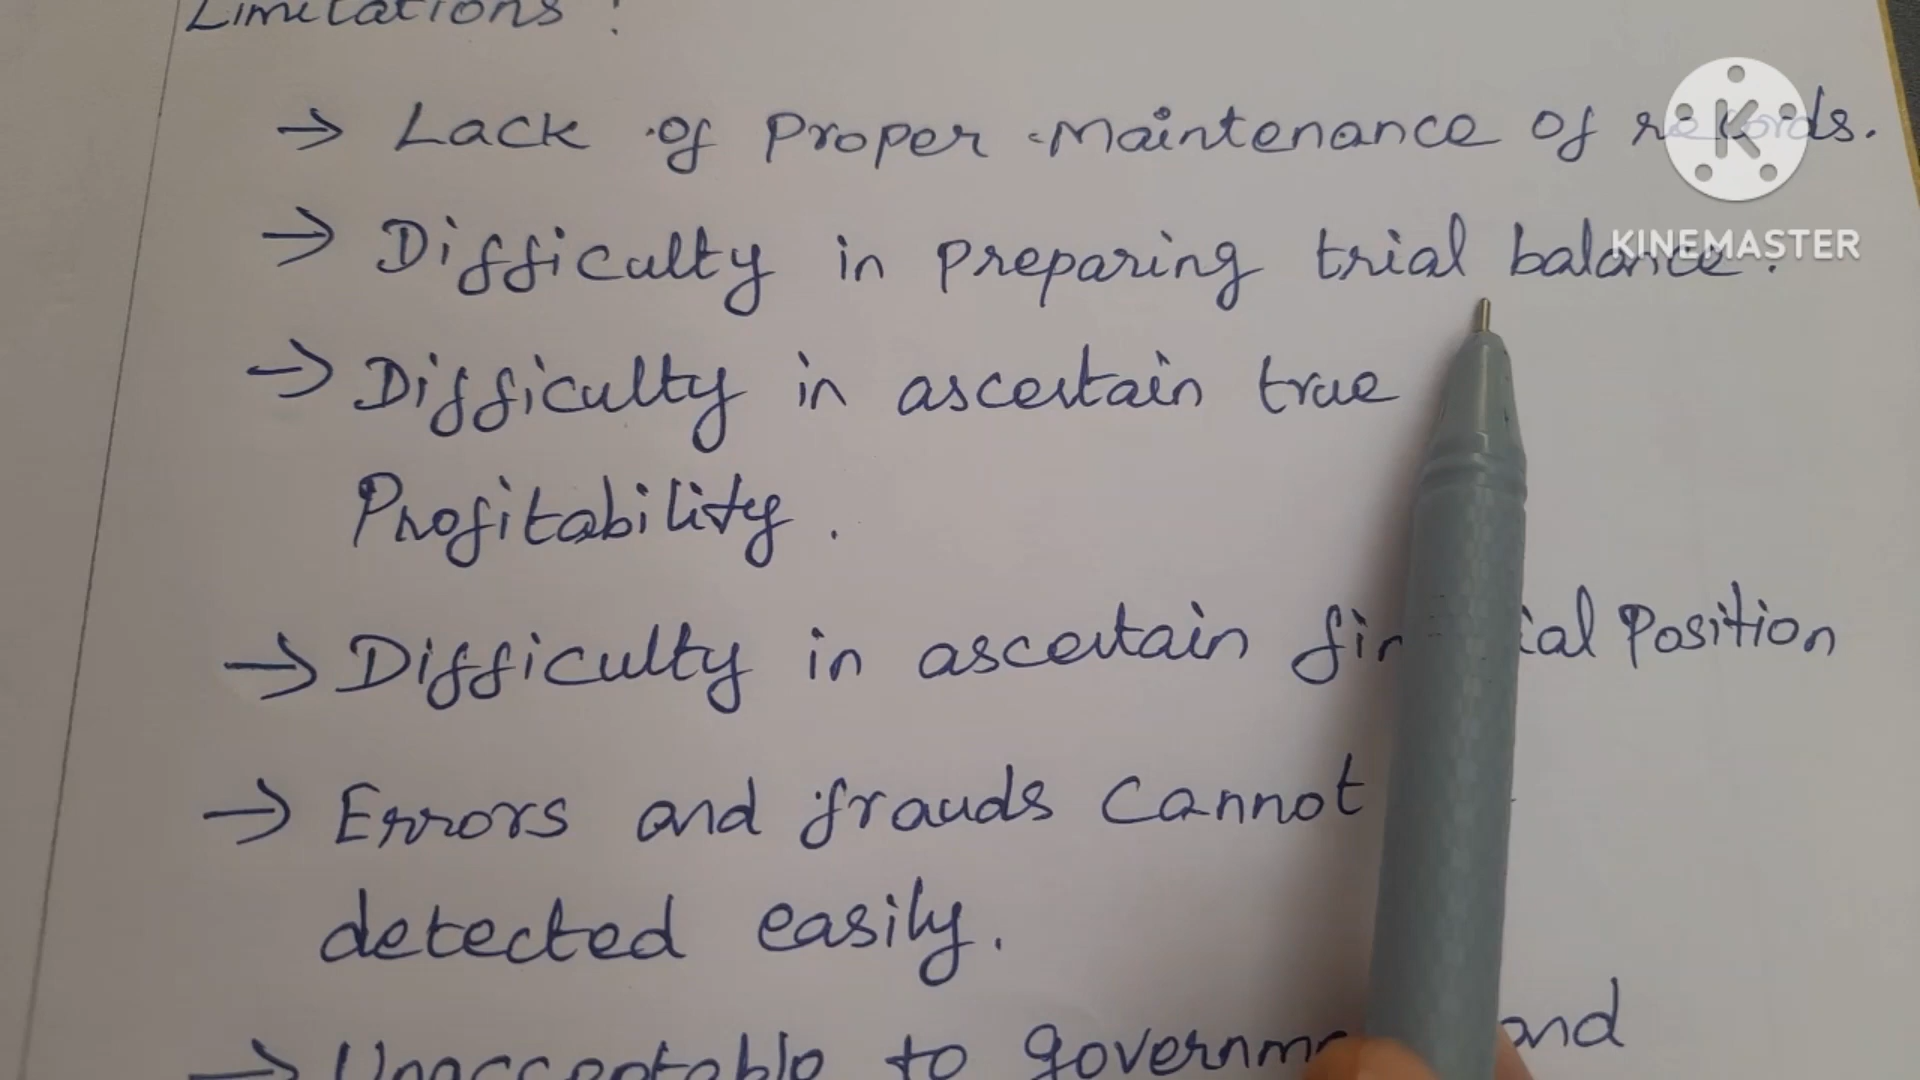 Limitations :
→ Lack of Proper Maintenance of records.
→ Difficulty in preparing trial balance.
KINEMASTER
→ Difficulty in ascertain true
Profitability.
→ Difficulty in ascertain Position
→ Errors and frauds cannot
detected easily.
→ Unacceptable to and